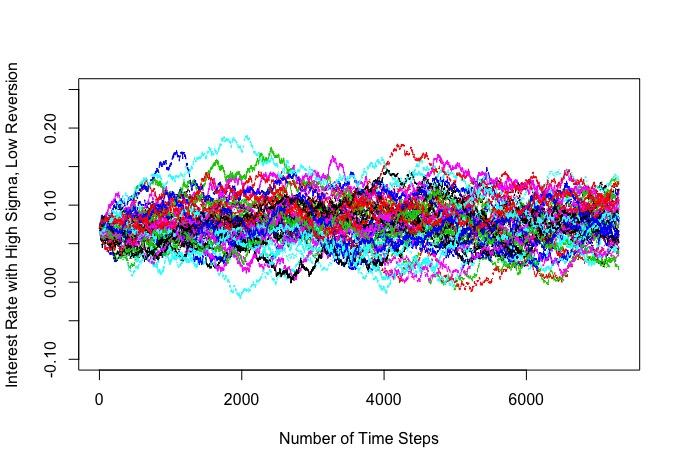 Interest Rate with High Sigma, Low Reversion
0.20
0.10
0.00
-0.10
0 2000 4000 6000
Number of Time Steps